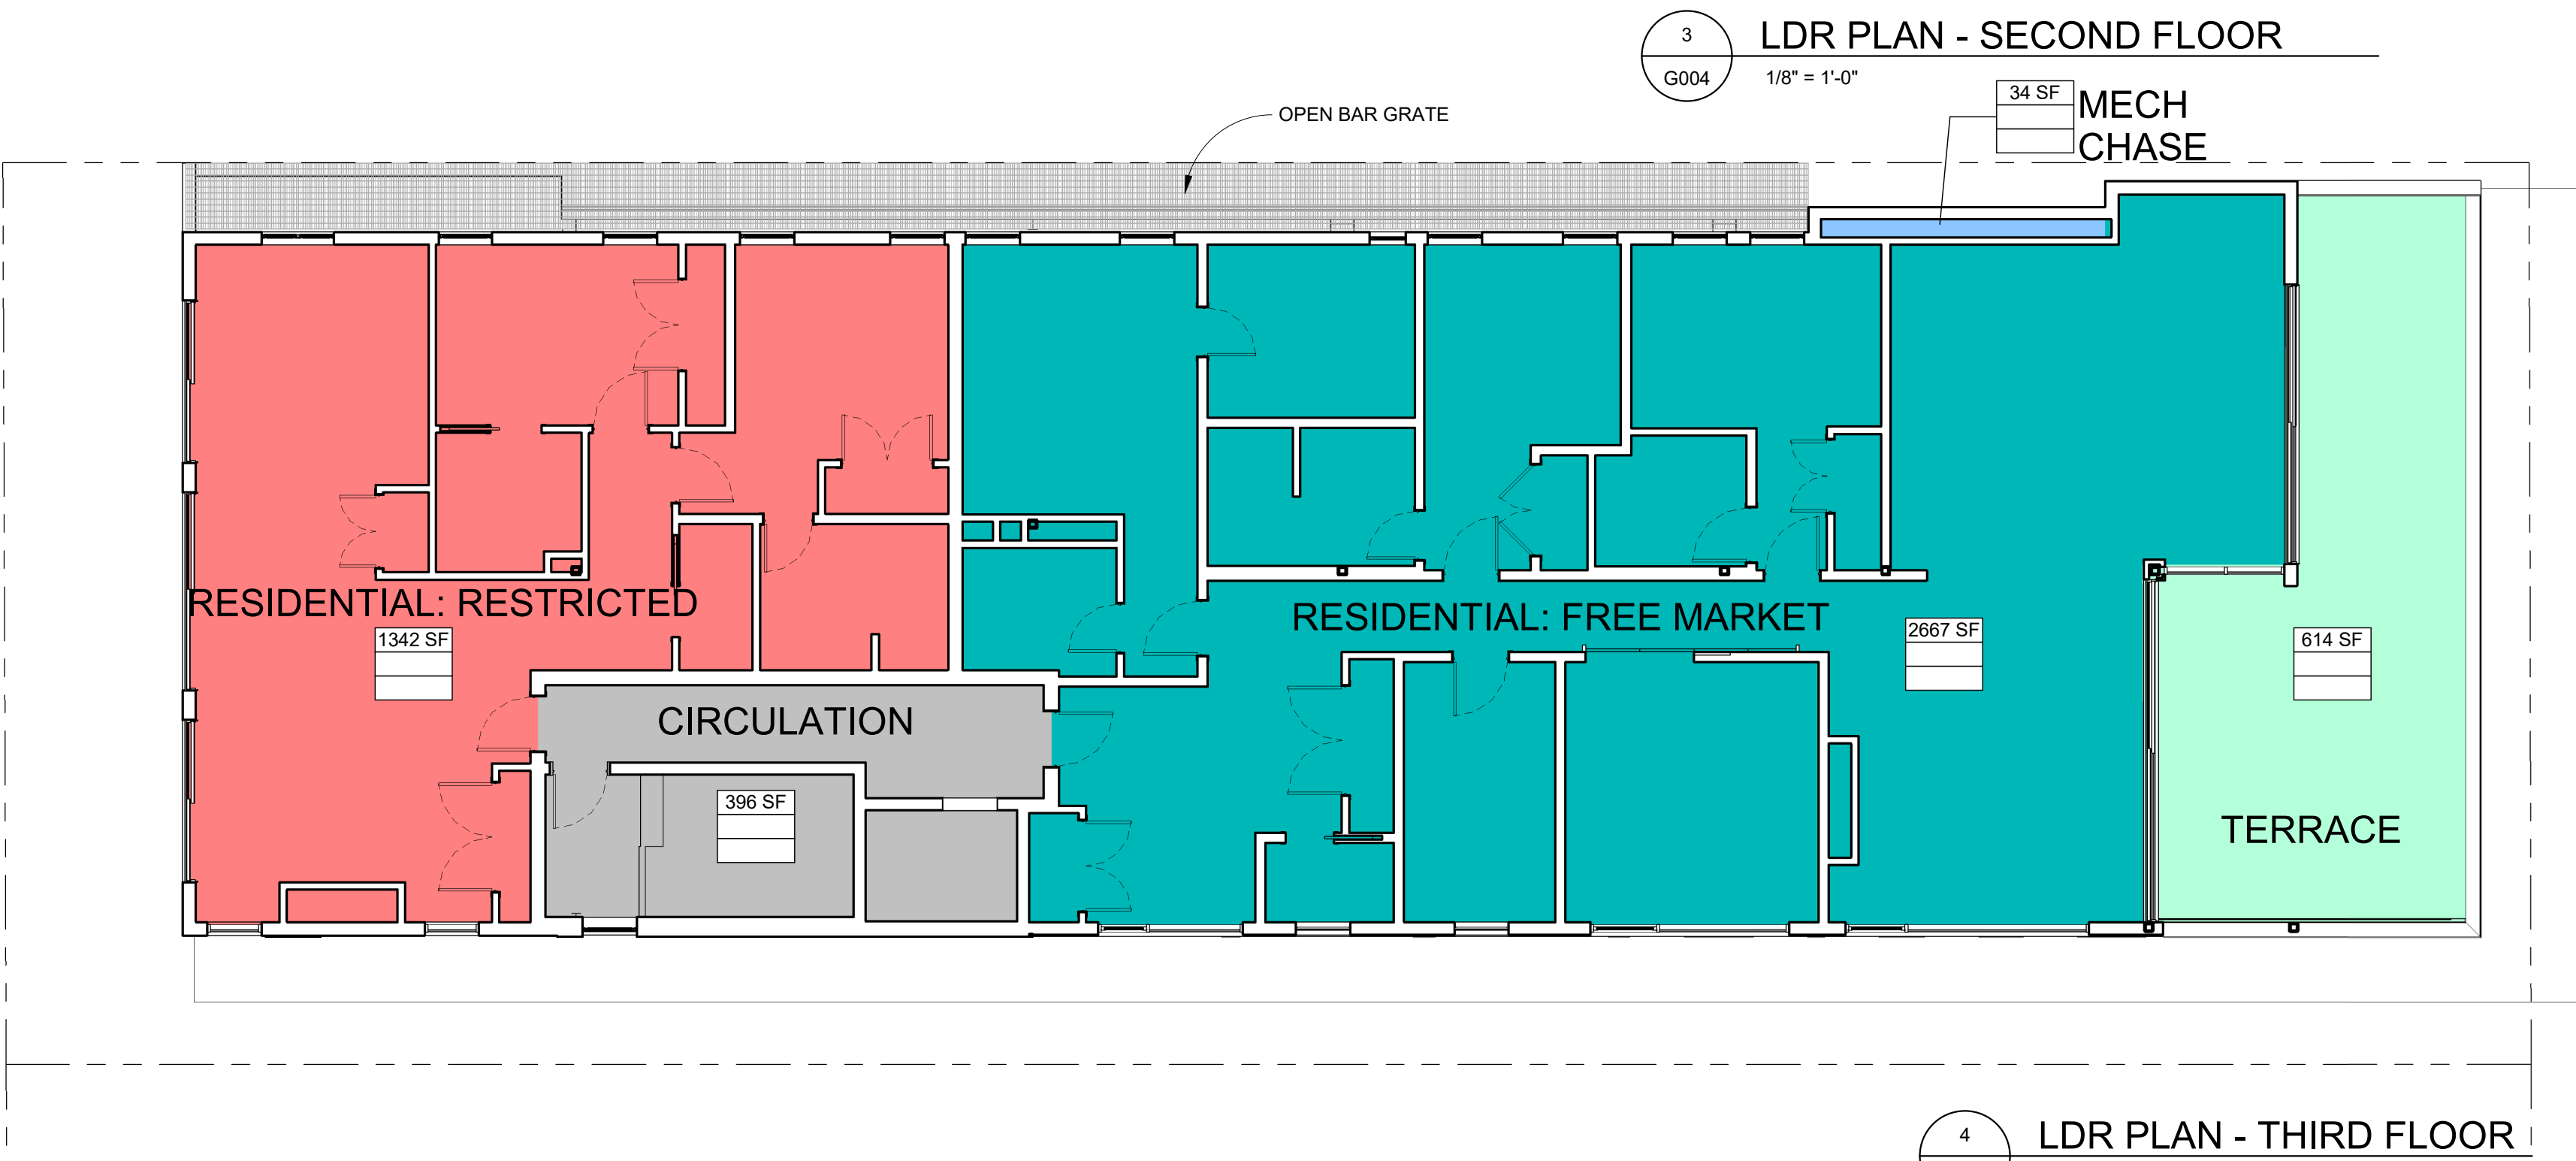 3
LDR PLAN - SECOND FLOOR
G004
1/8" = 1'-0"
34 SF
MECH
CHASE
OPEN BAR GRATE
RESIDENTIAL: RESTRICTED
1342 SF
RESIDENTIAL: FREE MARKET
2667 SF
614 SF
CIRCULATION
396 SF
TERRACE
4
LDR PLAN - THIRD FLOOR